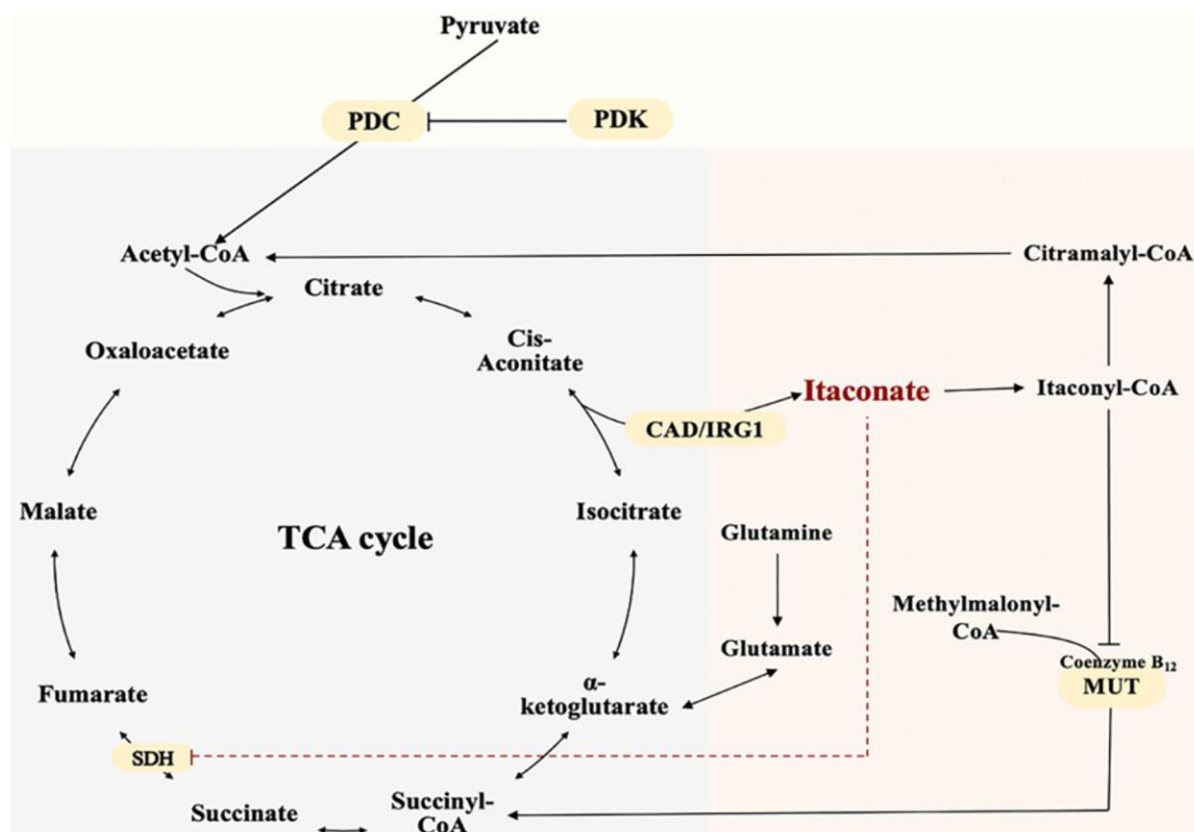 Pyruvate
PDC
PDK
Acetyl-CoA
Citramalyl-CoA
Citrate
Oxaloacetate
Cis-
Aconitate
Itaconate
Itaconyl-CoA
CAD/IRG1
Malate
TCA cycle
Isocitrate
Glutamine
Methylmalonyl-
CoA
Glutamate
Coenzyme B₁₂
MUT
Fumarate
α-
ketoglutarate
SDH
Succinate
Succinyl-
CoA